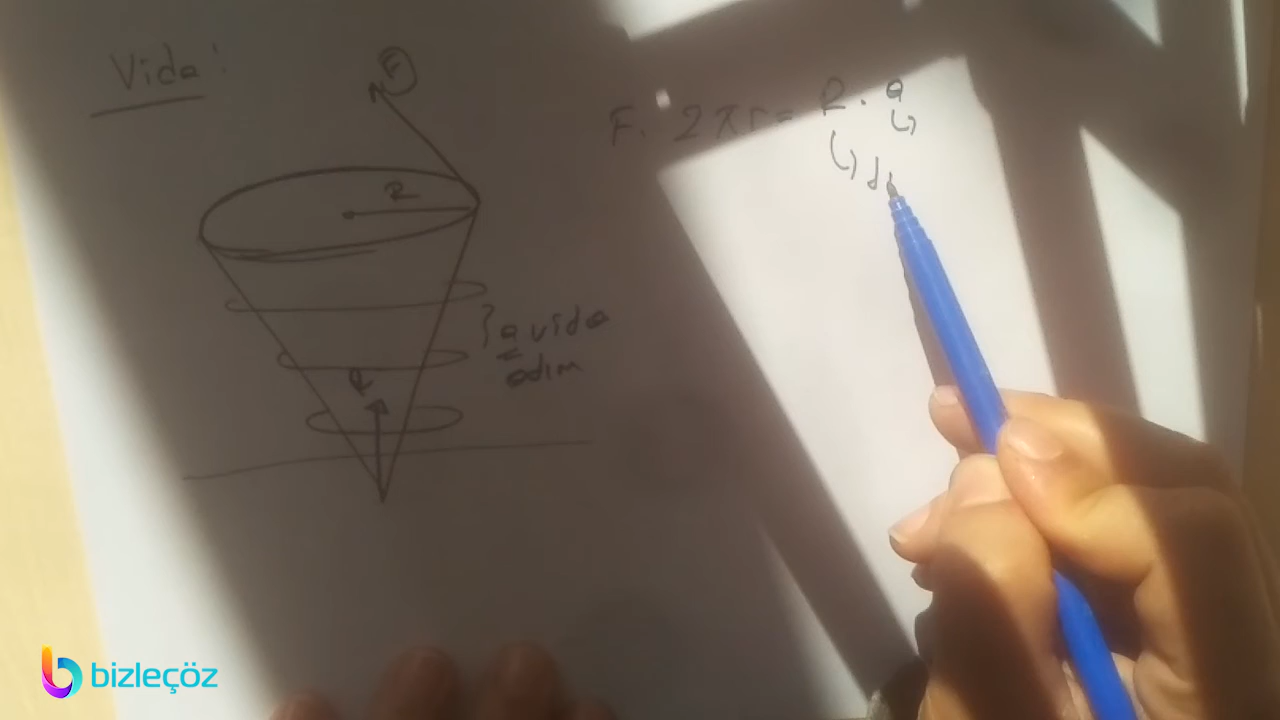 Vida:
F
F. 2πr = R. a
R
} a vida
adım
R
bizleçöz